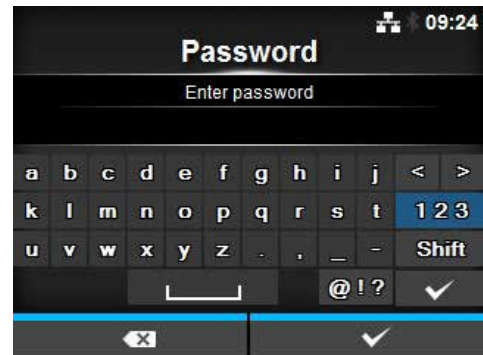 09:24
Password
Enter password
a b c d e f g h i j < >
k l m n o p q r s t 123
u v w x y z . , _ - Shift
@!?